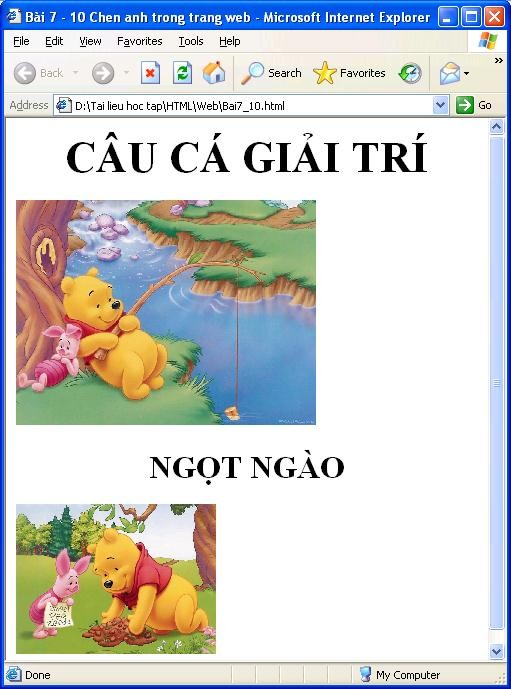 Bài 7 - 10 Chen anh trong trang web - Microsoft Internet Explorer
File Edit View Favorites Tools Help
Back Search Favorites
Address D:\Tai lieu hoc tap\HTML\Web\Bai7_10.html Go
CÂU CÁ GIẢI TRÍ
NGỌT NGÀO
Done My Computer